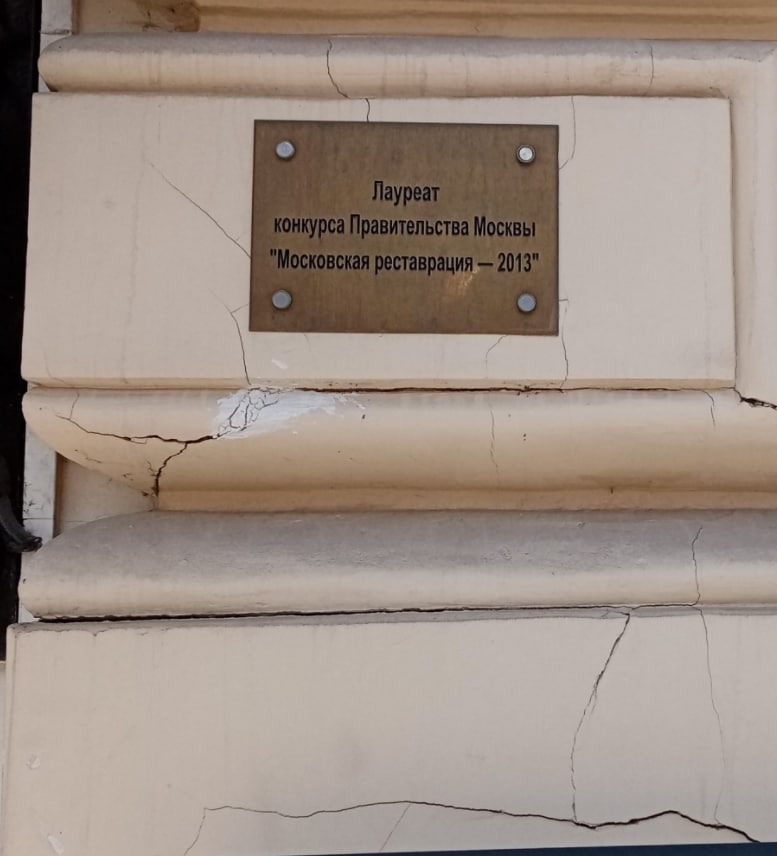 Лауреат
конкурса Правительства Москвы
"Московская реставрация — 2013"